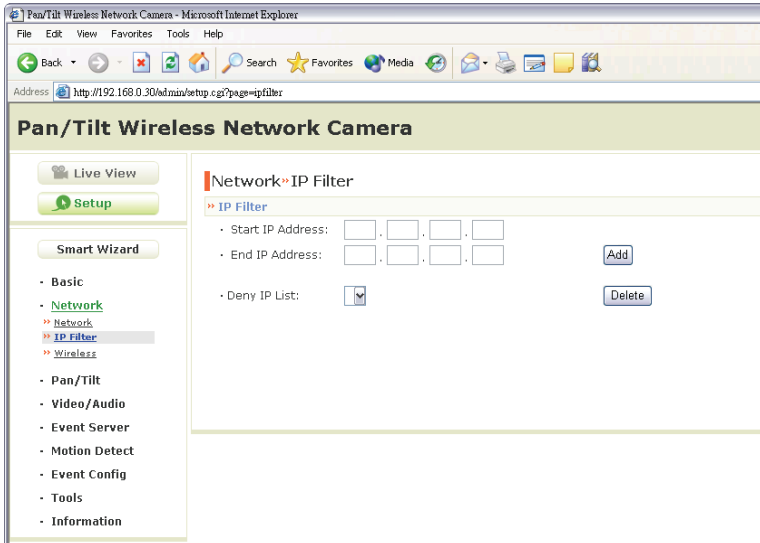 Pan/Tilt Wireless Network Camera - Microsoft Internet Explorer
File Edit View Favorites Tools Help
Back Search Favorites Media
Address http://192.168.0.30/admin/setup.cgi?page=ipfilter
Pan/Tilt Wireless Network Camera
Live View
Setup
Smart Wizard
· Basic
· Network
» Network
» IP Filter
» Wireless
· Pan/Tilt
· Video/Audio
· Event Server
· Motion Detect
· Event Config
· Tools
· Information
Network»IP Filter
» IP Filter
· Start IP Address: . . .
· End IP Address: . . . Add
· Deny IP List: Delete